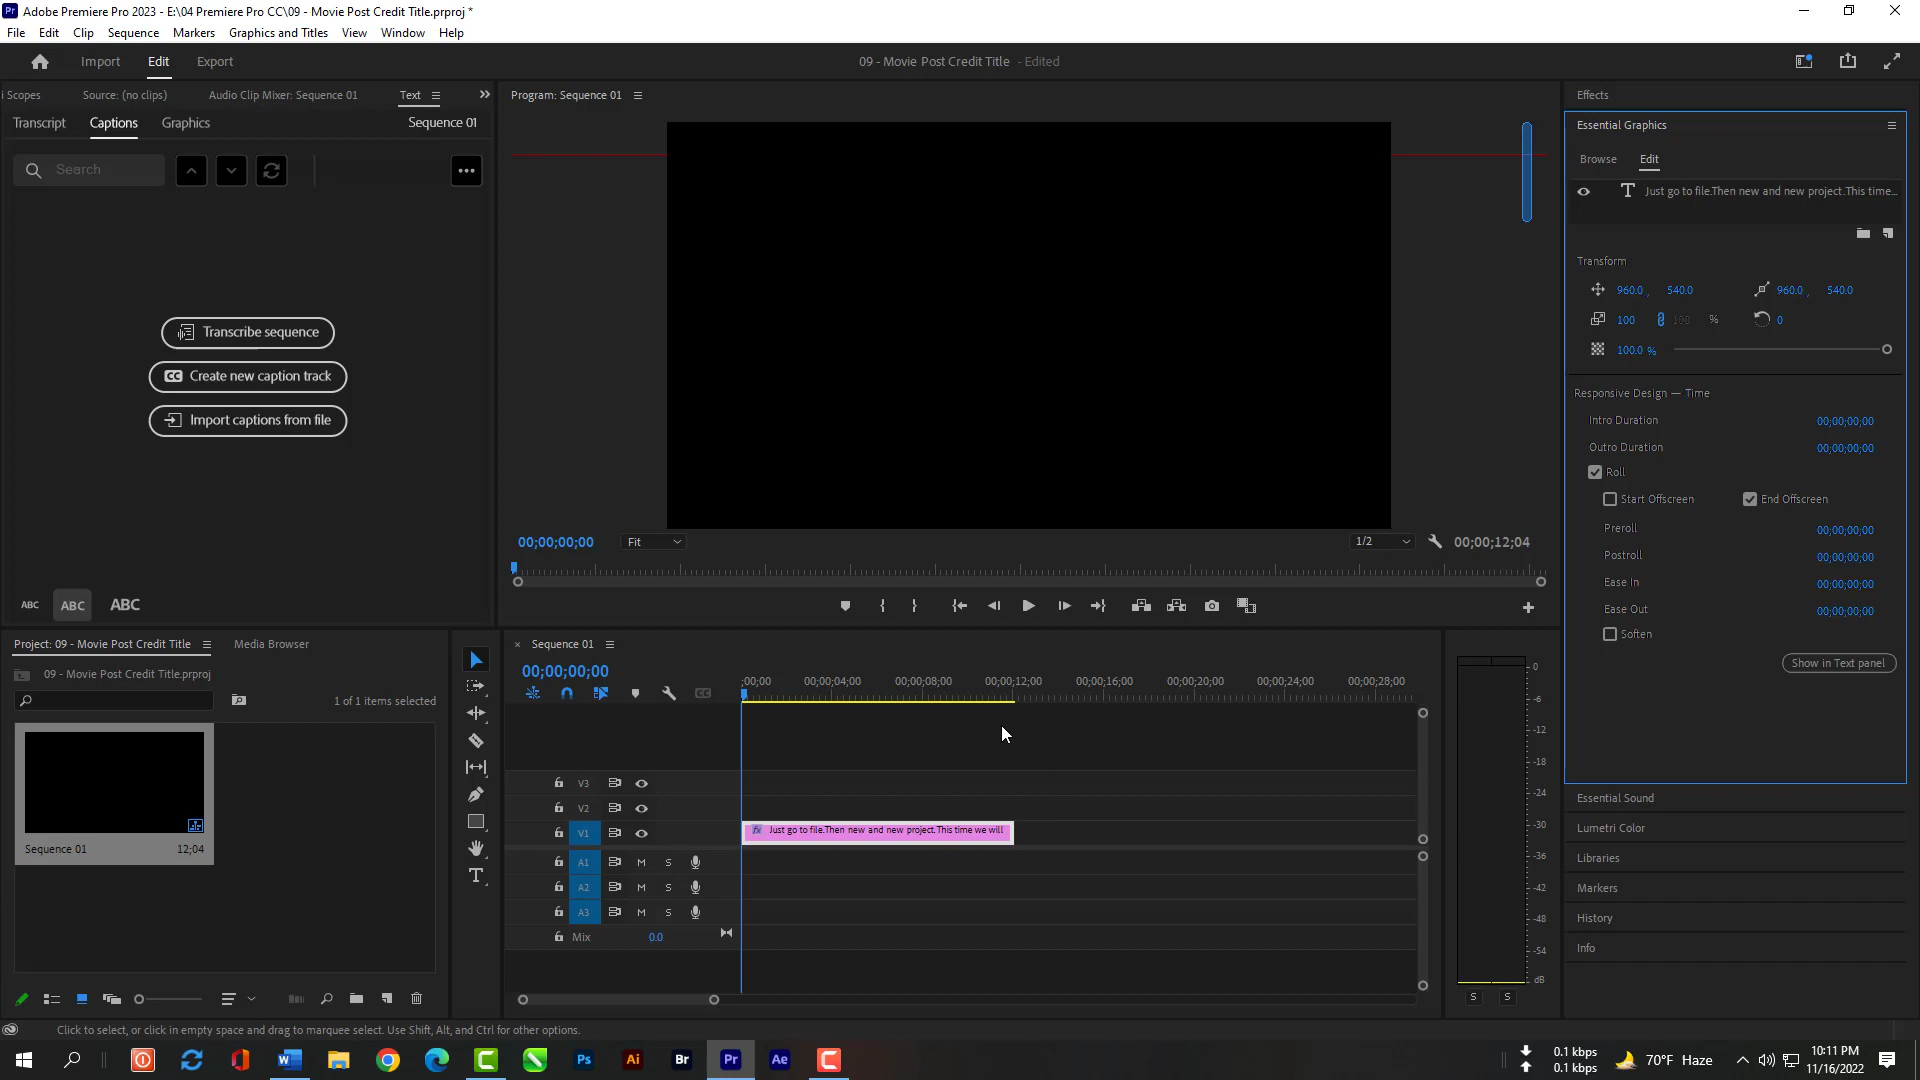 Adobe Premiere Pro 2023 - E:\04 Premiere Pro CC\09 - Movie Post Credit Title.prproj *
File Edit Clip Sequence Markers Graphics and Titles View Window Help
Import Edit Export
09 - Movie Post Credit Title - Edited
i Scopes Source: (no clips) Audio Clip Mixer: Sequence 01 Text
Transcript Captions Graphics Sequence 01
Search
Transcribe sequence
CC Create new caption track
Import captions from file
ABC ABC ABC
Program: Sequence 01
00;00;00;00 Fit 1/2 00;00;12;04
Effects
Essential Graphics
Browse Edit
T Just go to file.Then new and new project.This time...
Transform
960.0 , 540.0 960.0 , 540.0
100 100 % 0
100.0 %
Responsive Design — Time
Intro Duration 00;00;00;00
Outro Duration 00;00;00;00
Roll
Start Offscreen End Offscreen
Preroll 00;00;00;00
Postroll 00;00;00;00
Ease In 00;00;00;00
Ease Out 00;00;00;00
Soften
Show in Text panel
Essential Sound
Lumetri Color
Libraries
Markers
History
Info
Project: 09 - Movie Post Credit Title Media Browser
09 - Movie Post Credit Title.prproj
1 of 1 items selected
Sequence 01 12;04
× Sequence 01
00;00;00;00
;00;00 00;00;04;00 00;00;08;00 00;00;12;00 00;00;16;00 00;00;20;00 00;00;24;00 00;00;28;00
V3
V2
V1 fx Just go to file.Then new and new project.This time we will
A1 M S
A2 M S
A3 M S
Mix 0.0
0
-6
-12
-18
-24
-30
-36
-42
-48
-54
dB
S S
Click to select, or click in empty space and drag to marquee select. Use Shift, Alt, and Ctrl for other options.
Ps Ai Br Pr Ae
0.1 kbps
0.1 kbps
70°F Haze
10:11 PM
11/16/2022